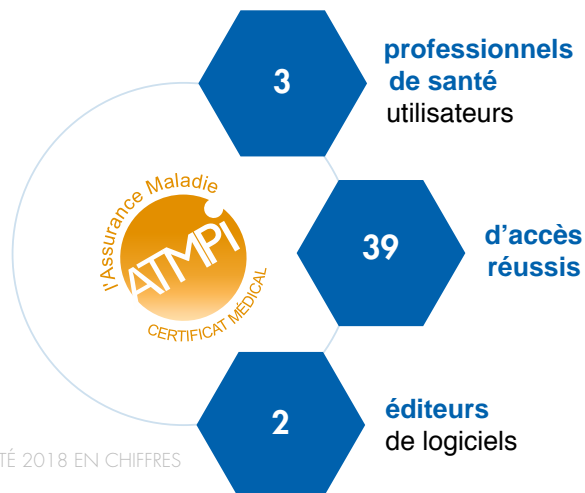 3
professionnels
de santé
utilisateurs
l'Assurance Maladie
ATMPi
CERTIFICAT MÉDICAL
39
d'accès
réussis
2
éditeurs
de logiciels
TÉ 2018 EN CHIFFRES